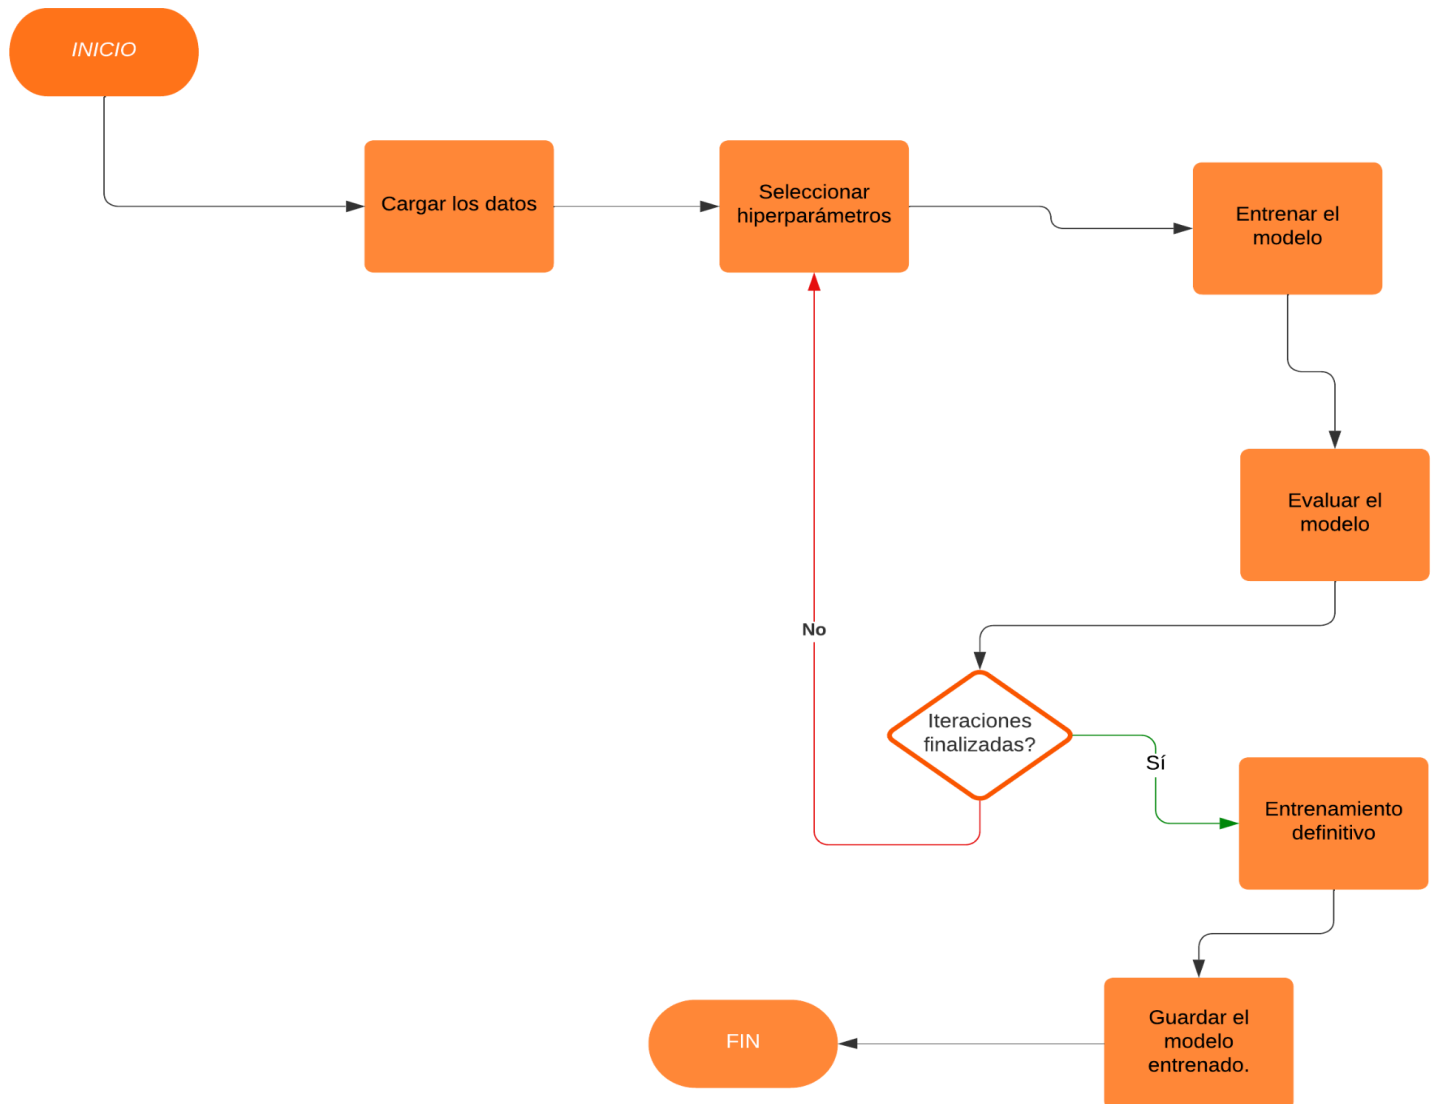 INICIO
Cargar los datos
Seleccionar
hiperparámetros
Entrenar el
modelo
Evaluar el
modelo
No
Iteraciones
finalizadas?
Sí
Entrenamiento
definitivo
Guardar el
modelo
entrenado.
FIN